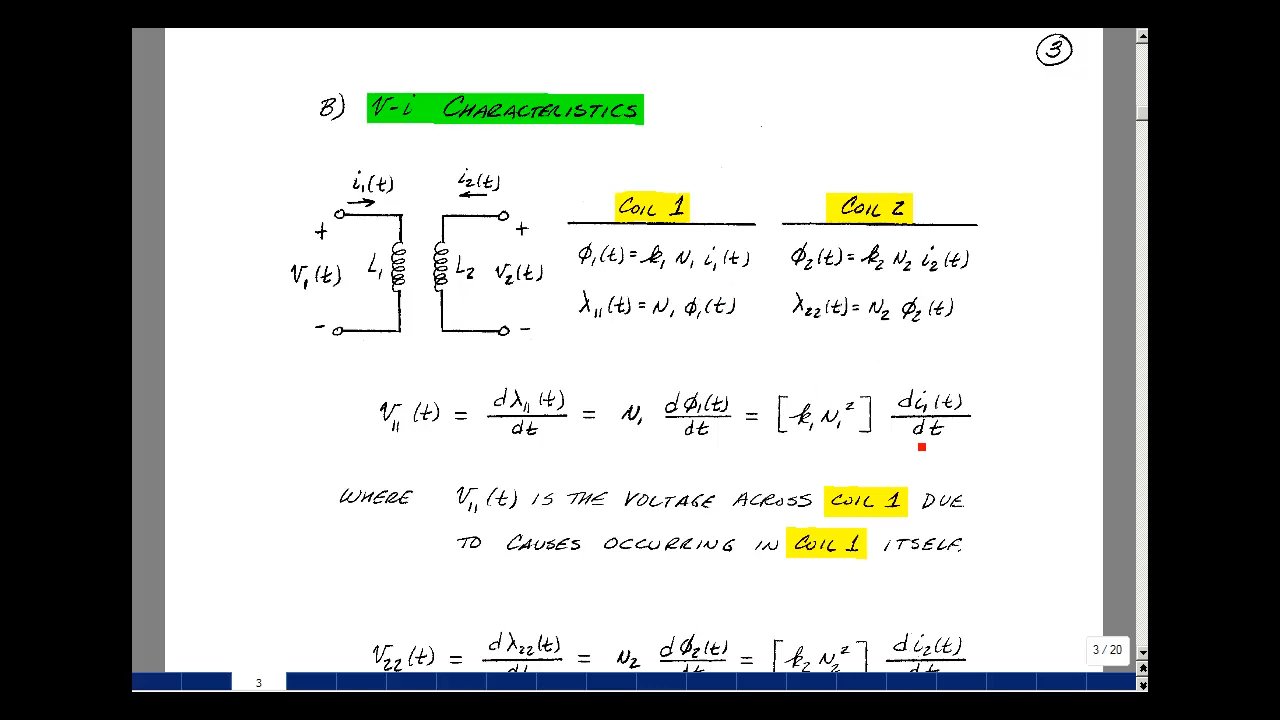 3
B) V-i CHARACTERISTICS
i₁(t) i₂(t)
COIL 1 COIL 2
+ +
V₁(t) L₁ L₂ V₂(t)
- -
ϕ₁(t)=k₁ N₁ i₁(t) ϕ₂(t)=k₂ N₂ i₂(t)
λ₁₁(t)=N₁ ϕ₁(t) λ₂₂(t)=N₂ ϕ₂(t)
V₁₁(t) = dλ₁₁(t)/dt = N₁ dϕ₁(t)/dt = [k₁ N₁²] di₁(t)/dt
WHERE V₁₁(t) IS THE VOLTAGE ACROSS COIL 1 DUE
TO CAUSES OCCURRING IN COIL 1 ITSELF.
V₂₂(t) = dλ₂₂(t)/dt = N₂ dϕ₂(t)/dt = [k₂ N₂²] di₂(t)/dt
3 / 20
3